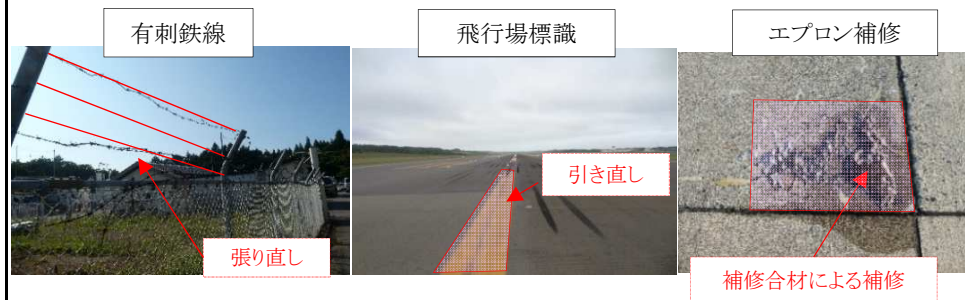 有刺鉄線
飛行場標識
エプロン補修
引き直し
張り直し
補修合材による補修